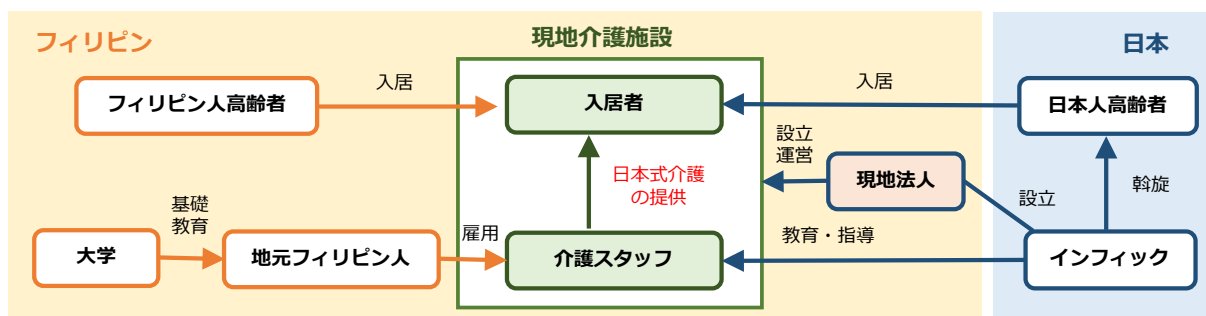 フィリピン
現地介護施設
日本
フィリピン人高齢者
入居
入居者
入居
日本人高齢者
設立
運営
日本式介護
の提供
現地法人
設立
斡旋
基礎
教育
大学
地元フィリピン人
雇用
介護スタッフ
教育・指導
インフィック